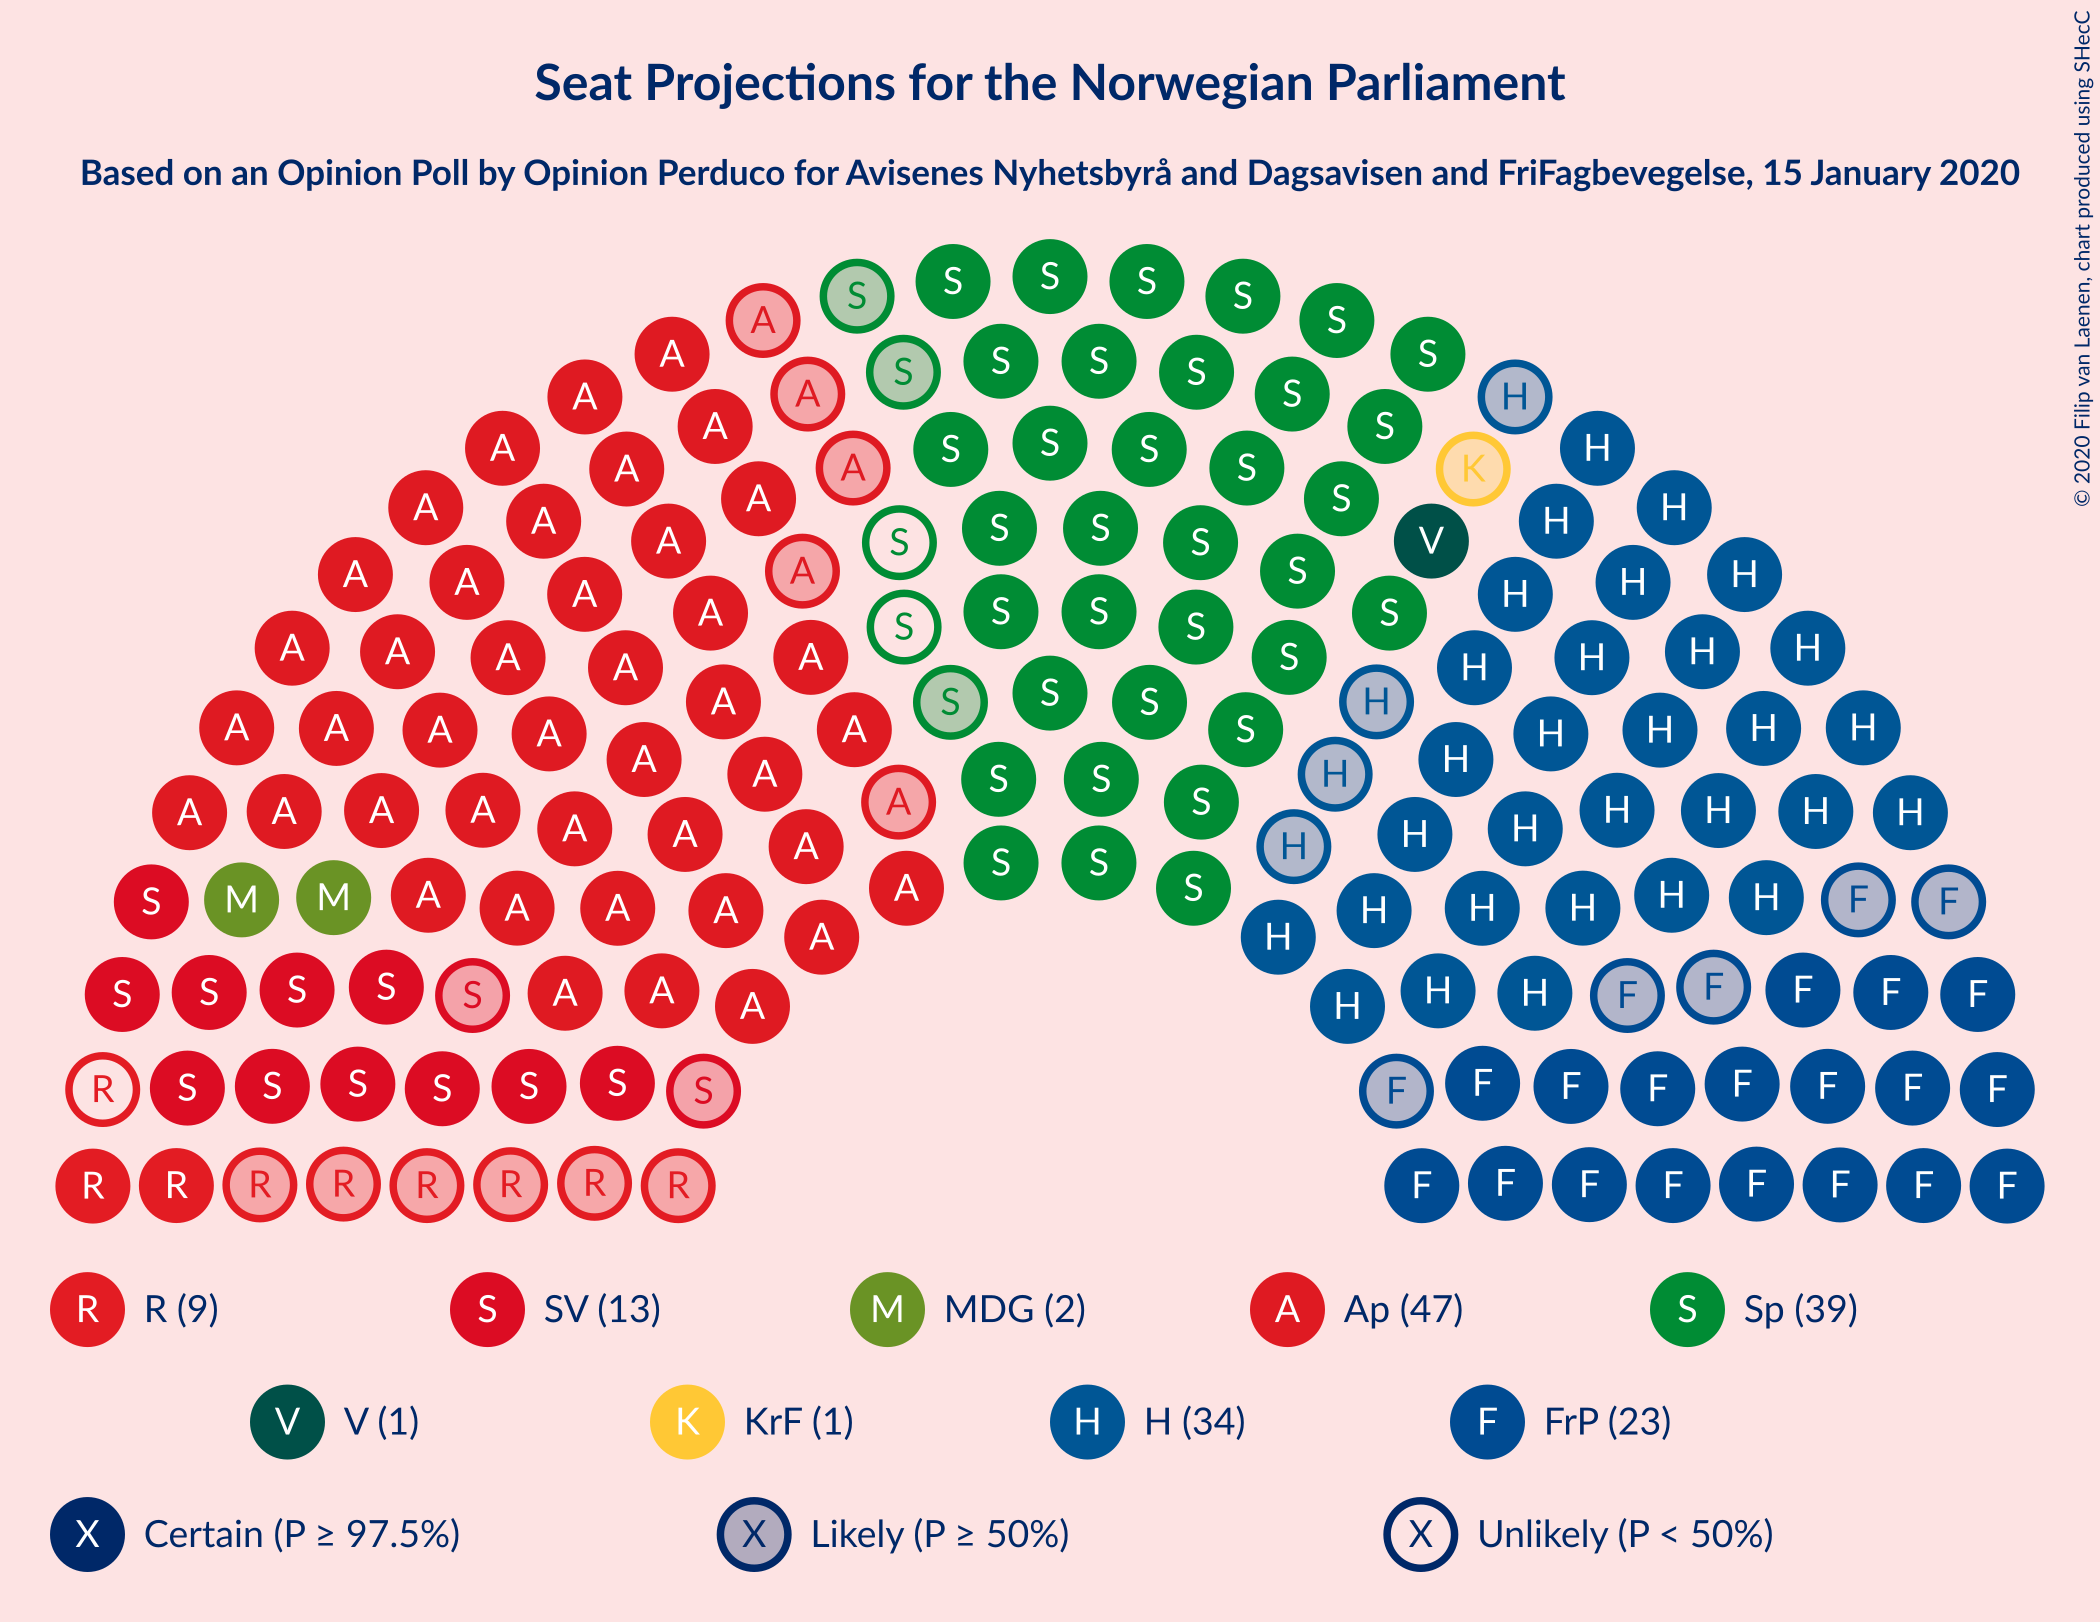 Seat Projections for the Norwegian Parliament
Based on an Opinion Poll by Opinion Perduco for Avisenes Nyhetsbyrå and Dagsavisen and FriFagbevegelse, 15 January 2020
© 2020 Filip van Laenen, chart produced using SHecC
S S S S S S S
A A H
S S S S S S
A A H
A A K
S S S S S
A A V H H
A A A S S S S S S H H H
A A A A S S S S S S H H H
A A A A A S S S S H H H H H
A A A A A A S S S H H H H H H
A A A A A A A A S S S H H H H H H H H
S M M A A A A A A S S S H H H H H H H F F
S S S S S A A A H H H F F F F F
R S S S S S S S F F F F F F F F
R R R R R R R R F F F F F F F F
R R (9) S SV (13) M MDG (2) A Ap (47) S Sp (39)
V V (1) K KrF (1) H H (34) F FrP (23)
X Certain (P ≥ 97.5%) X Likely (P ≥ 50%) X Unlikely (P < 50%)